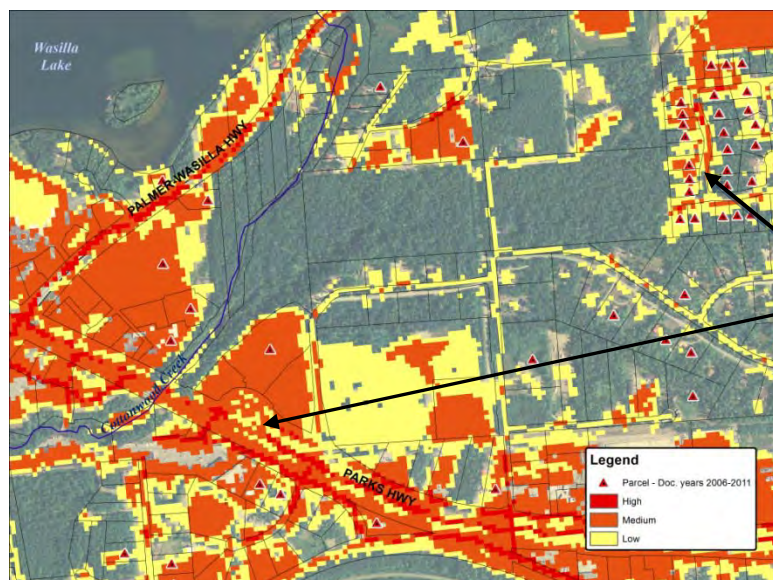 Wasilla
Lake
PALMER-WASILLA HWY
Cottonwood Creek
PARKS HWY
Legend
Parcel - Doc. years 2006-2011
High
Medium
Low